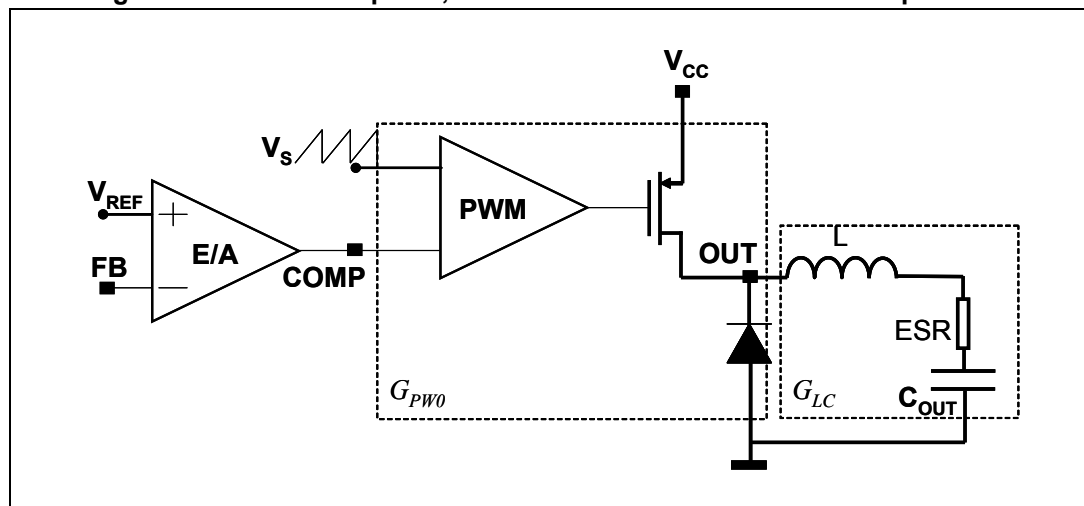 VCC
VS
VREF
+
PWM
E/A
FB
−
COMP
OUT
L
ESR
COUT
GPW0
GLC